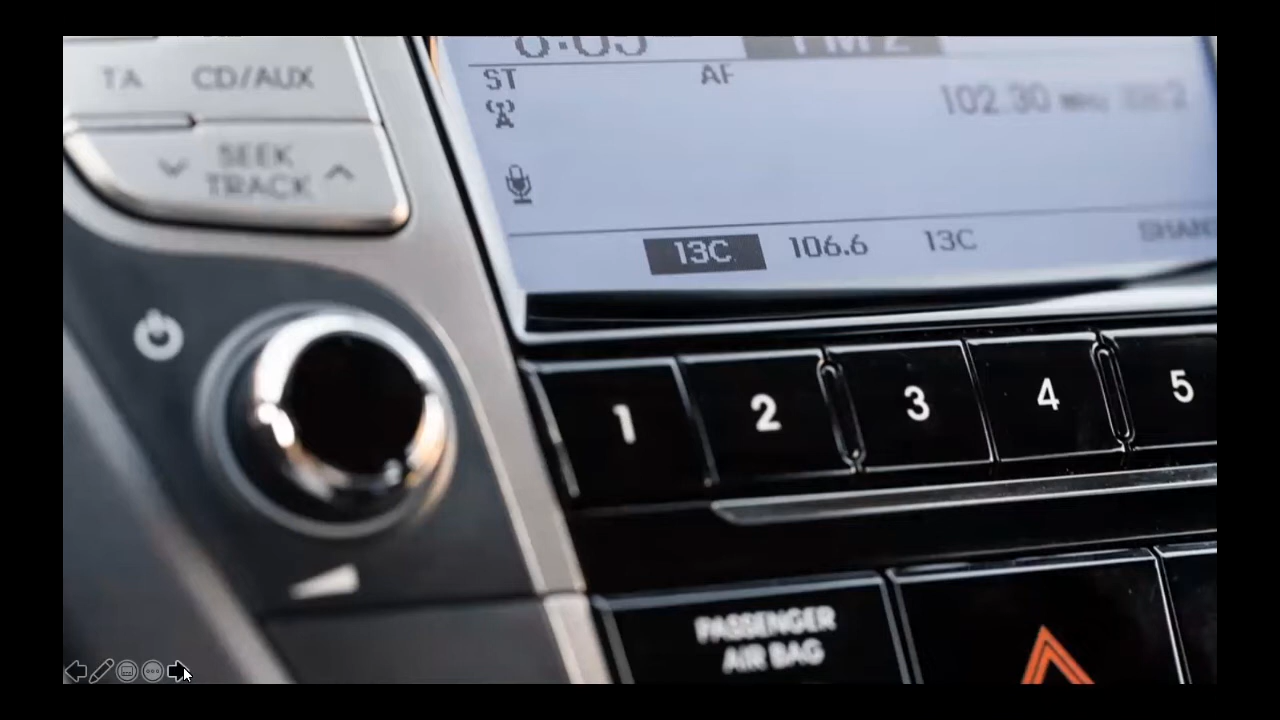 TA CD/AUX
SEEK
TRACK
ST AF
102.30
13C 106.6 13C
1 2 3 4 5
PASSENGER
AIR BAG